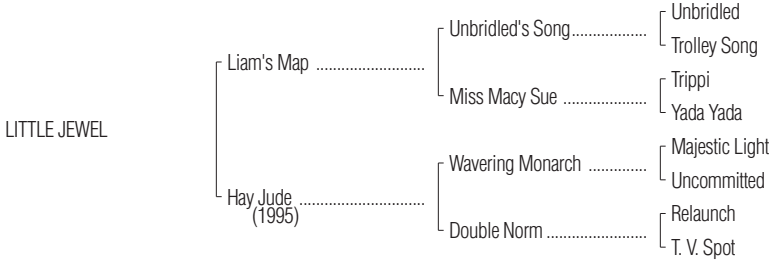 Unbridled
Unbridled's Song..................
Trolley Song
Liam's Map ..........................
Trippi
Miss Macy Sue ....................
Yada Yada
LITTLE JEWEL
Majestic Light
Wavering Monarch ..............
Uncommitted
Hay Jude ..............................
(1995)
Relaunch
Double Norm ........................
T. V. Spot